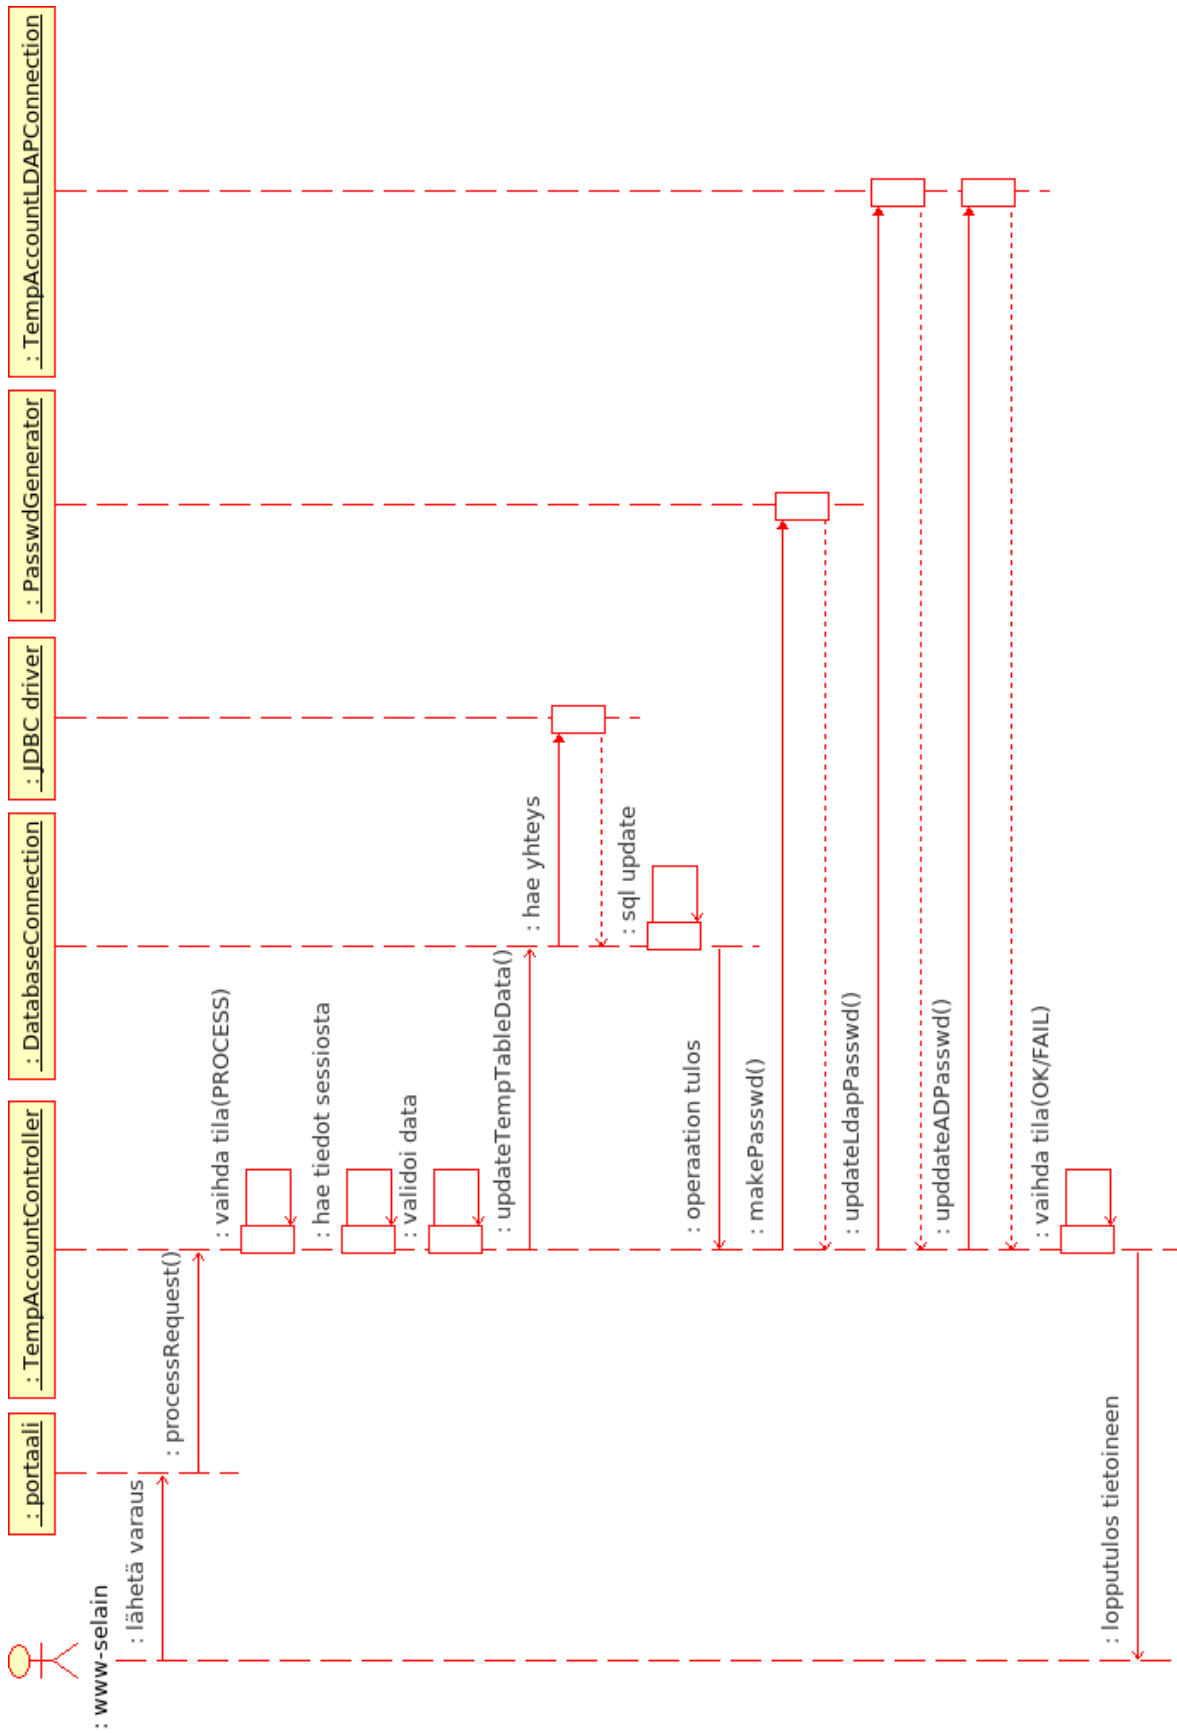 : www-selain
: portaali
: TempAccountController
: DatabaseConnection
: JDBC driver
: PasswdGenerator
: TempAccountLDAPConnection
: lähetä varaus
: processRequest()
: vaihda tila(PROCESS)
: hae tiedot sessiosta
: validoi data
: updateTempTableData()
: hae yhteys
: sql update
: operaation tulos
: makePasswd()
: updateLdapPasswd()
: upddateADPasswd()
: vaihda tila(OK/FAIL)
: lopputulos tietoineen